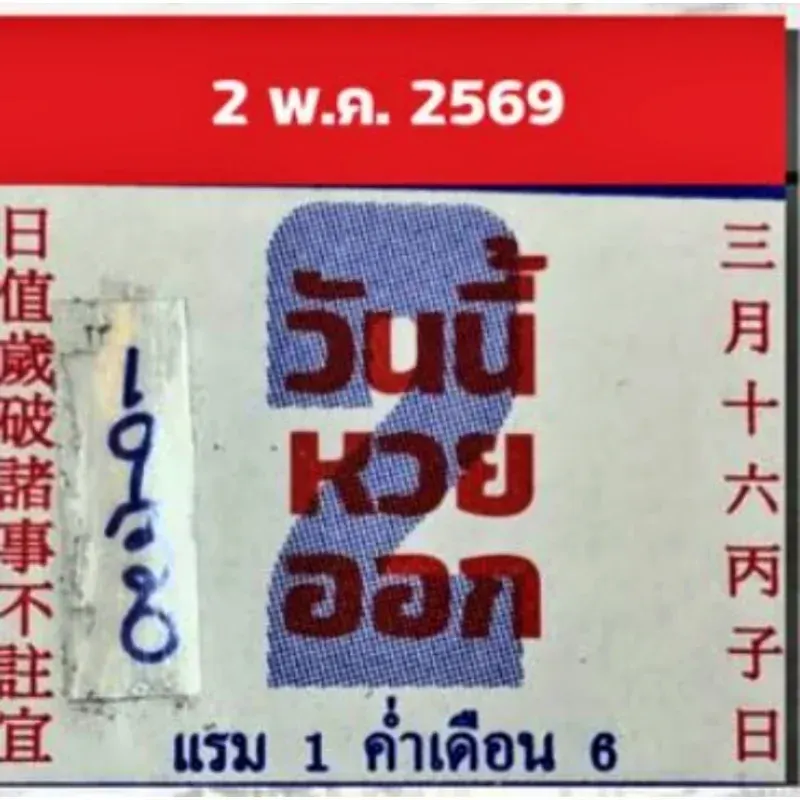 2 พ.ค. 2569
日值歲破諸事不註宜
วันนี้
หวย
ออก
三月十六丙子日
แรม 1 ค่ำเดือน 6